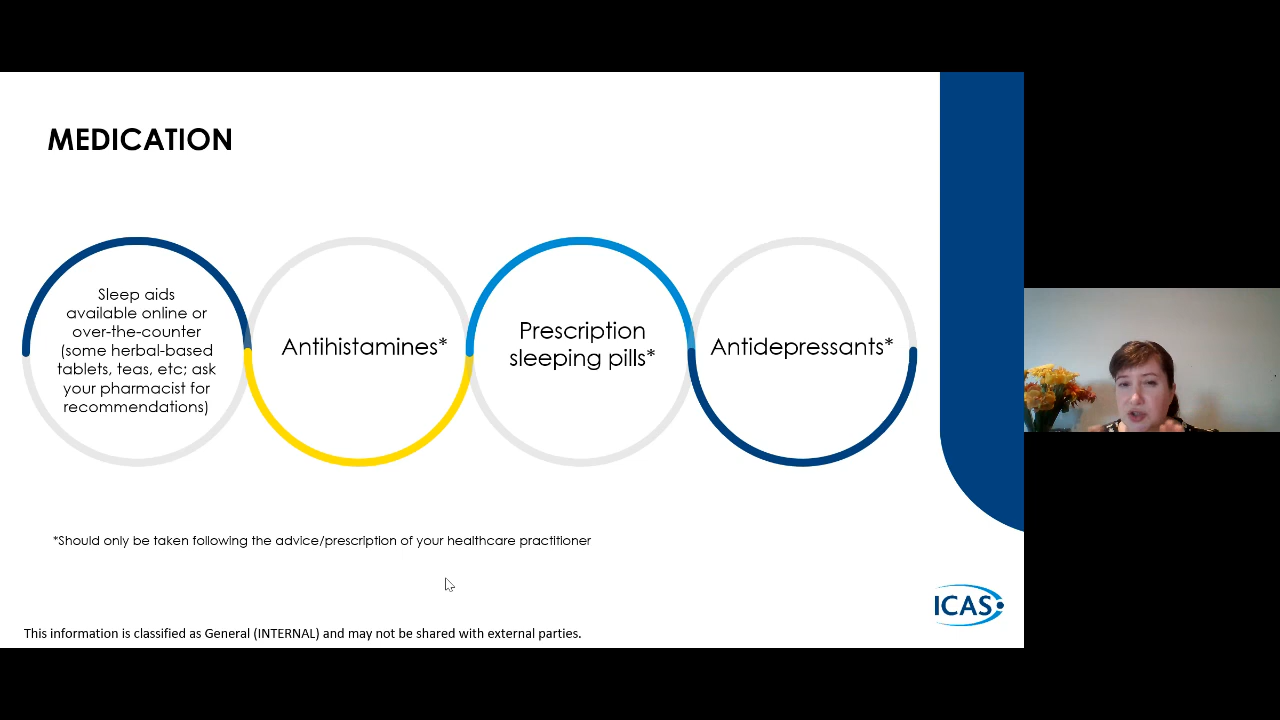 MEDICATION
Sleep aids
available online or
over-the-counter
(some herbal-based
tablets, teas, etc; ask
your pharmacist for
recommendations)
Antihistamines*
Prescription
sleeping pills*
Antidepressants*
*Should only be taken following the advice/prescription of your healthcare practitioner
ICAS
This information is classified as General (INTERNAL) and may not be shared with external parties.